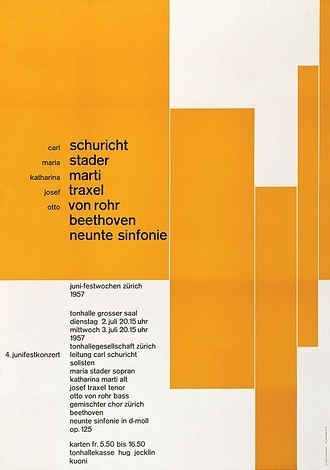 carl schuricht
maria stader
katharina marti
josef traxel
otto von rohr
beethoven
neunte sinfonie
juni-festwochen zürich
1957
tonhalle grosser saal
dienstag 2. juli 20.15 uhr
mittwoch 3. juli 20.15 uhr
1957
tonhallegesellschaft zürich
4. junifestkonzert leitung carl schuricht
solisten
maria stader sopran
katharina marti alt
josef traxel tenor
otto von rohr bass
gemischter chor zürich
beethoven
neunte sinfonie in d-moll
op. 125
karten fr. 5.50 bis 16.50
tonhallekasse hug jecklin
kuoni